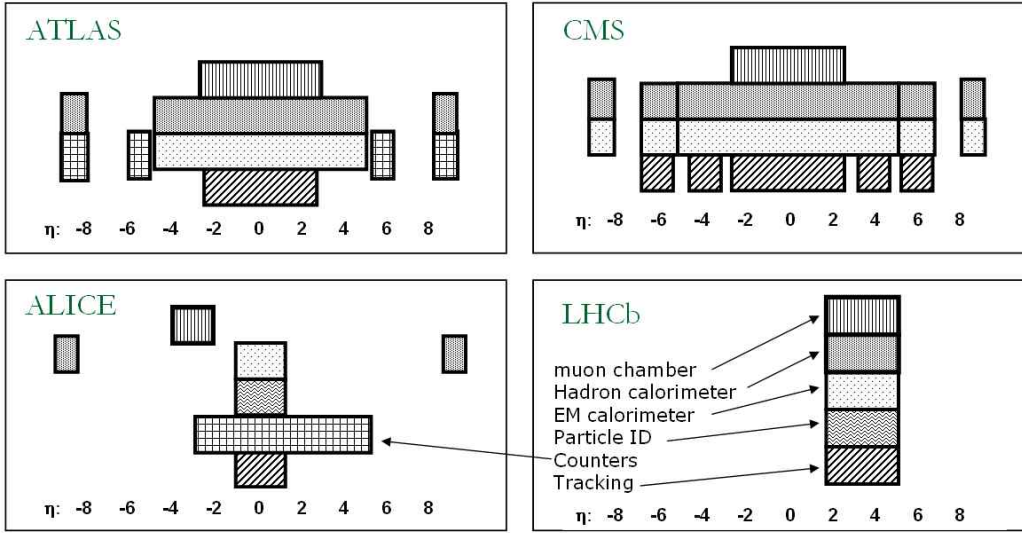 ATLAS
η: -8 -6 -4 -2 0 2 4 6 8
CMS
η: -8 -6 -4 -2 0 2 4 6 8
ALICE
η: -8 -6 -4 -2 0 2 4 6 8
LHCb
muon chamber
Hadron calorimeter
EM calorimeter
Particle ID
Counters
Tracking
η: -8 -6 -4 -2 0 2 4 6 8